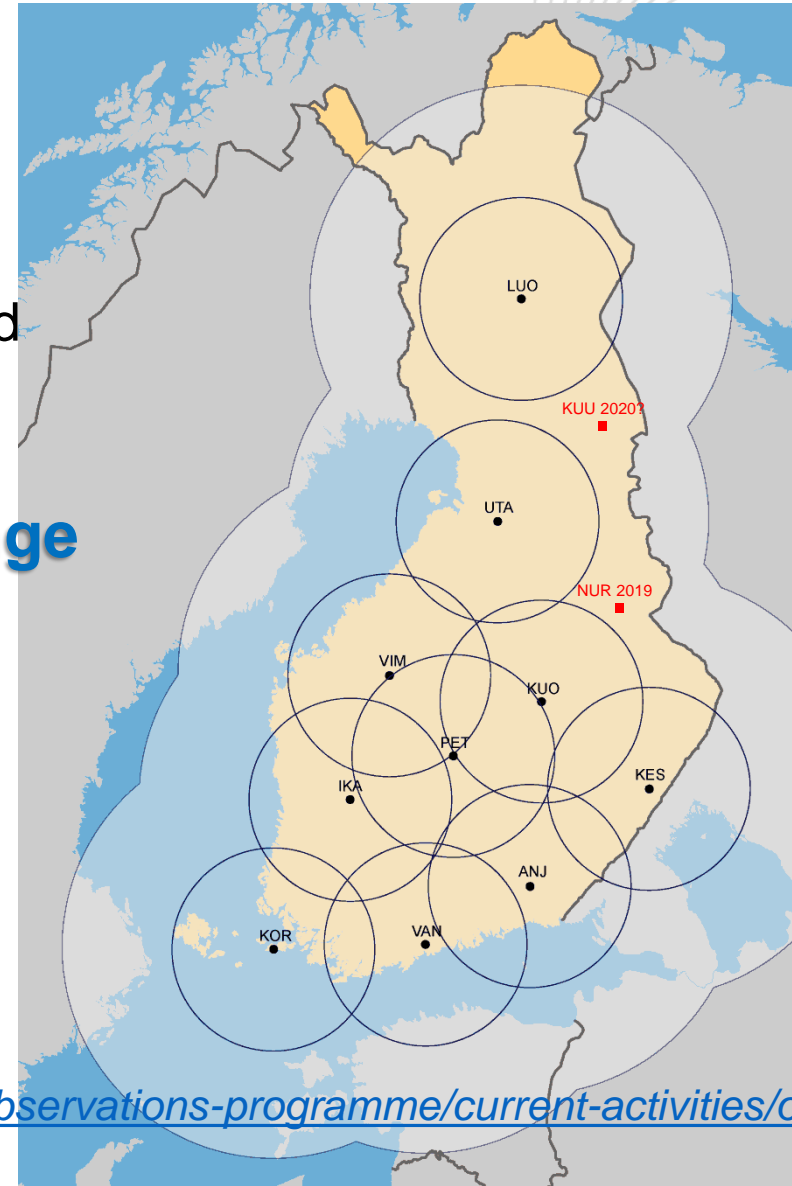 LUO
d
KUU 2020?
UTA
ge
NUR 2019
VIM
KUO
PET
KES
IKA
ANJ
VAN
KOR
bservations-programme/current-activities/o